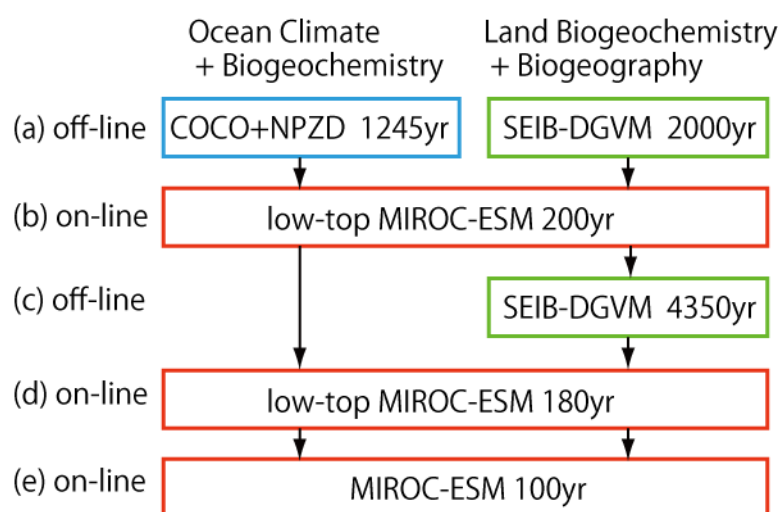 Ocean Climate
+ Biogeochemistry
Land Biogeochemistry
+ Biogeography
(a) off-line
COCO+NPZD 1245yr
SEIB-DGVM 2000yr
(b) on-line
low-top MIROC-ESM 200yr
(c) off-line
SEIB-DGVM 4350yr
(d) on-line
low-top MIROC-ESM 180yr
(e) on-line
MIROC-ESM 100yr